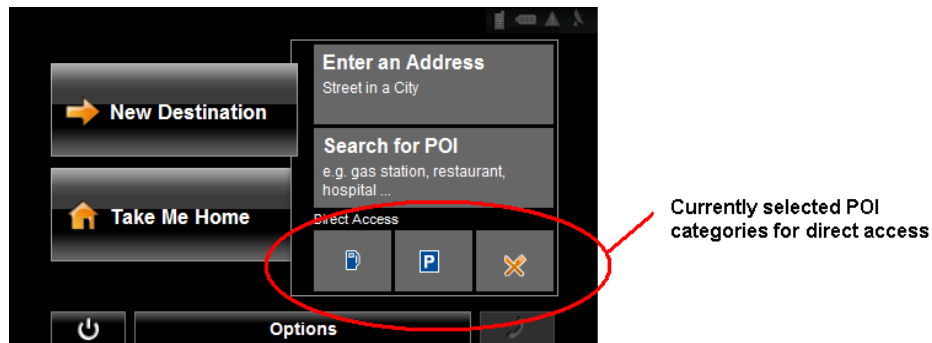 Enter an Address
Street in a City
New Destination
Search for POI
e.g. gas station, restaurant,
hospital ...
Take Me Home
Direct Access
P
Currently selected POI
categories for direct access
Options